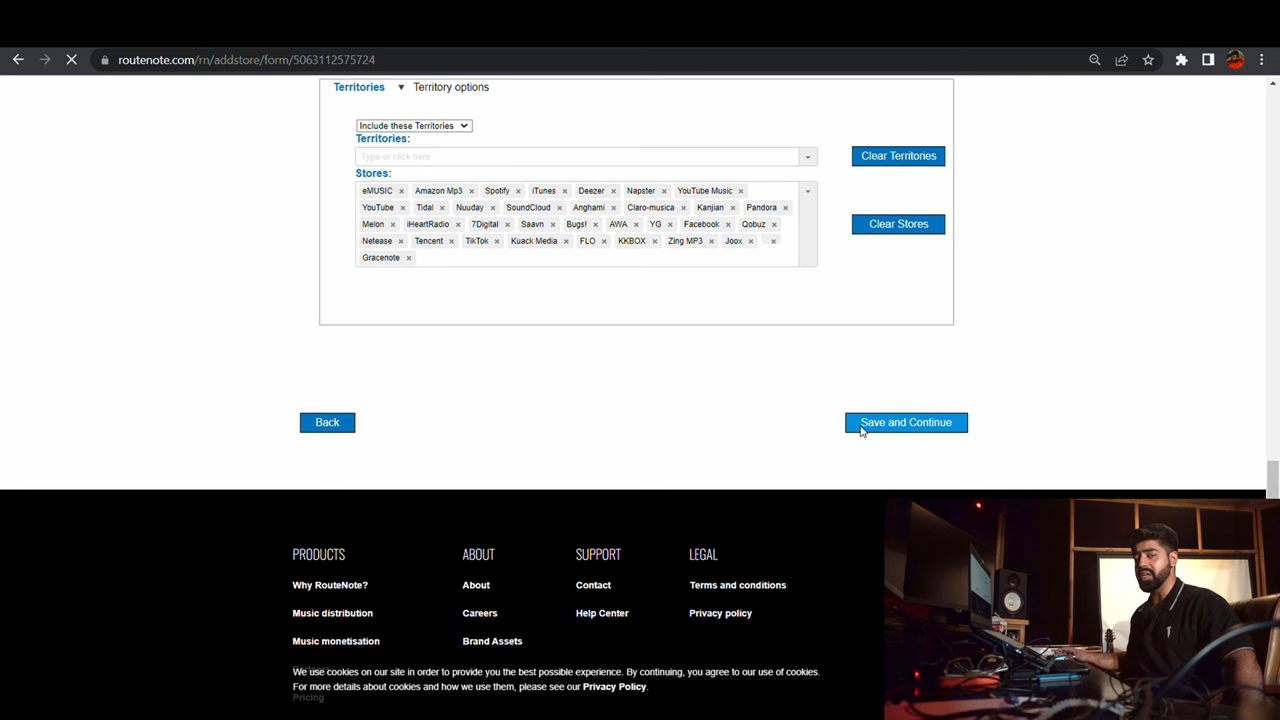 routenote.com/rn/addstore/form/5063112575724
Territories ▼ Territory options
Include these Territories
Territories:
Type or click here
Clear Territories
Stores:
eMUSIC × Amazon Mp3 × Spotify × iTunes × Deezer × Napster × YouTube Music ×
YouTube × Tidal × Nuuday × SoundCloud × Anghami × Claro-musica × Kanjian × Pandora ×
Clear Stores
Melon × iHeartRadio × 7Digital × Saavn × Bugs! × AWA × YG × Facebook × Qobuz ×
Netease × Tencent × TikTok × Kuack Media × FLO × KKBOX × Zing MP3 × Joox × ×
Gracenote ×
Back
Save and Continue
PRODUCTS
Why RouteNote?
Music distribution
Music monetisation
Pricing
ABOUT
About
Careers
Brand Assets
SUPPORT
Contact
Help Center
LEGAL
Terms and conditions
Privacy policy
We use cookies on our site in order to provide you the best possible experience. By continuing, you agree to our use of cookies.
For more details about cookies and how we use them, please see our Privacy Policy.